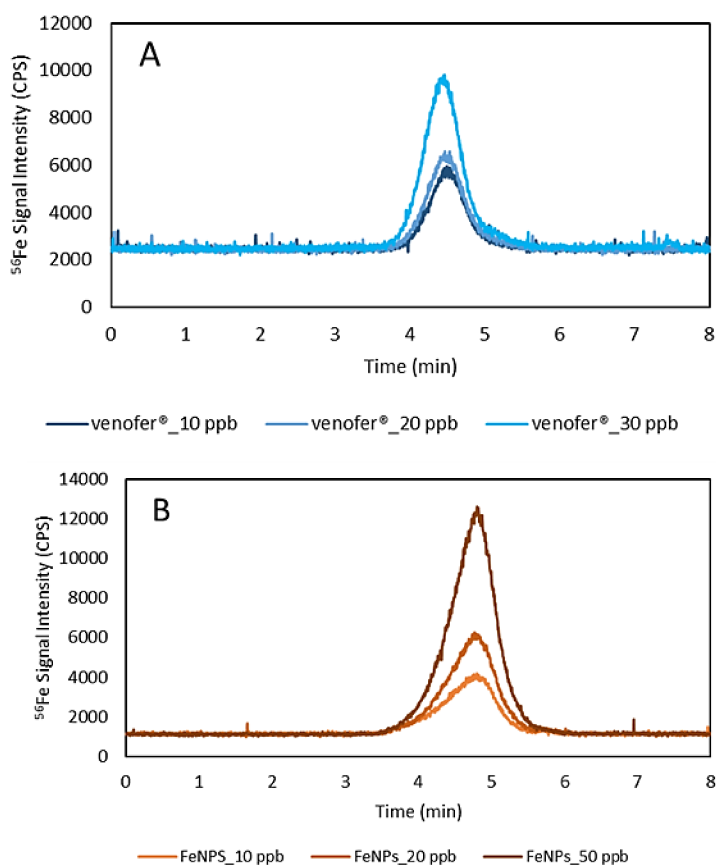 A
12000
10000
8000
6000
4000
2000
0
⁵⁶Fe Signal Intensity (CPS)
0 1 2 3 4 5 6 7 8
Time (min)
venofer®_10 ppb venofer®_20 ppb venofer®_30 ppb
B
14000
12000
10000
8000
6000
4000
2000
0
⁵⁶Fe Signal Intensity (CPS)
0 1 2 3 4 5 6 7 8
Time (min)
FeNPS_10 ppb FeNPs_20 ppb FeNPs_50 ppb